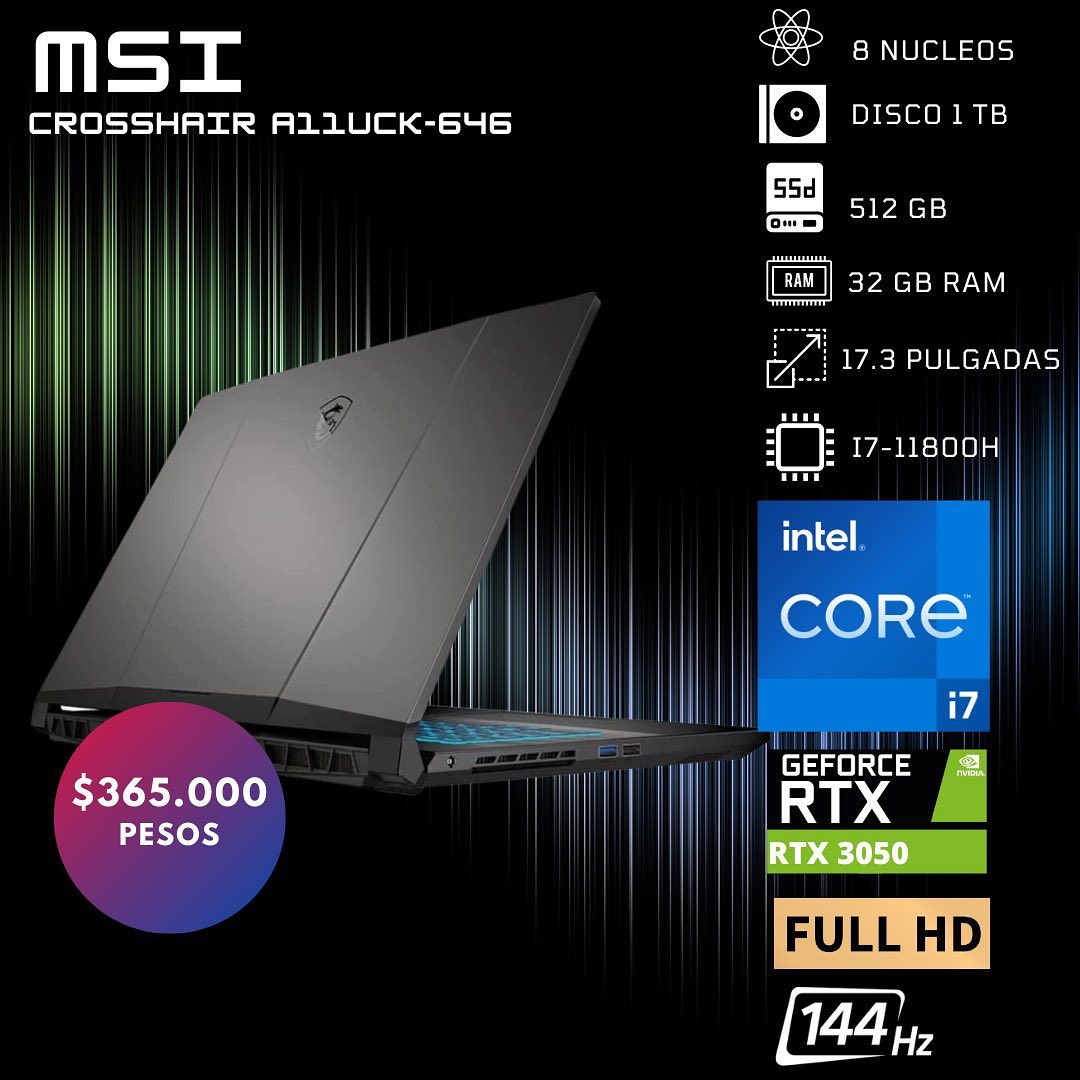 MSI
CROSSHAIR A11UCK-646
8 NUCLEOS
DISCO 1 TB
SSd
512 GB
RAM
32 GB RAM
17.3 PULGADAS
I7-11800H
intel.
CORe™
i7
$365.000
PESOS
GEFORCE
RTX
NVIDIA.
RTX 3050
FULL HD
144Hz